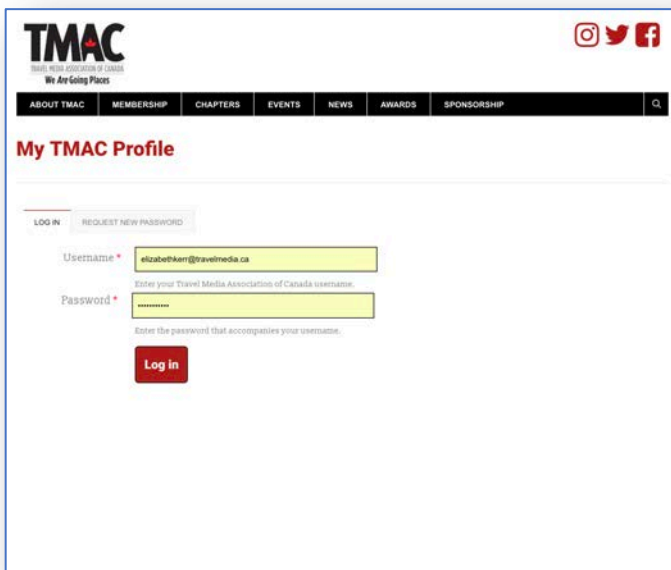 TMAC
TRAVEL MEDIA ASSOCIATION OF CANADA
We Are Going Places
ABOUT TMAC MEMBERSHIP CHAPTERS EVENTS NEWS AWARDS SPONSORSHIP
My TMAC Profile
LOG IN REQUEST NEW PASSWORD
Username * elizabethkerr@travelmedia.ca
Enter your Travel Media Association of Canada username.
Password * ••••••••••••
Enter the password that accompanies your username.
Log in